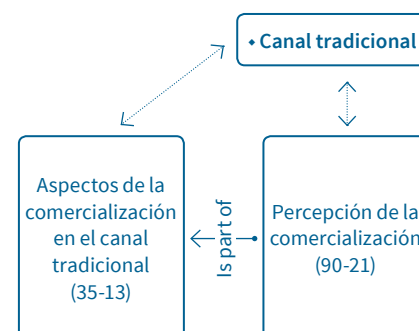 • Canal tradicional
Aspectos de la
comercialización
en el canal
tradicional
(35-13)
Is part of
Percepción de la
comercialización
(90-21)